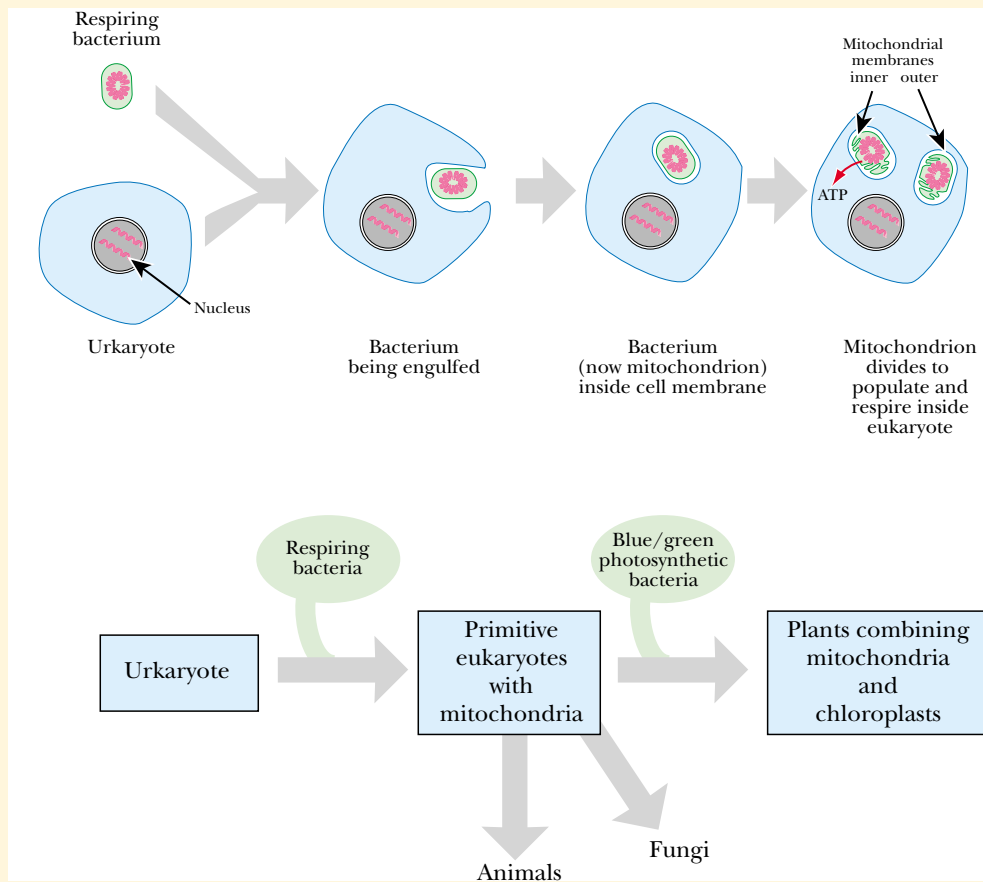 Respiring
bacterium
Mitochondrial
membranes
inner outer
ATP
Nucleus
Urkaryote
Bacterium
being engulfed
Bacterium
(now mitochondrion)
inside cell membrane
Mitochondrion
divides to
populate and
respire inside
eukaryote
Respiring
bacteria
Blue/green
photosynthetic
bacteria
Urkaryote
Primitive
eukaryotes
with
mitochondria
Plants combining
mitochondria
and
chloroplasts
Animals
Fungi